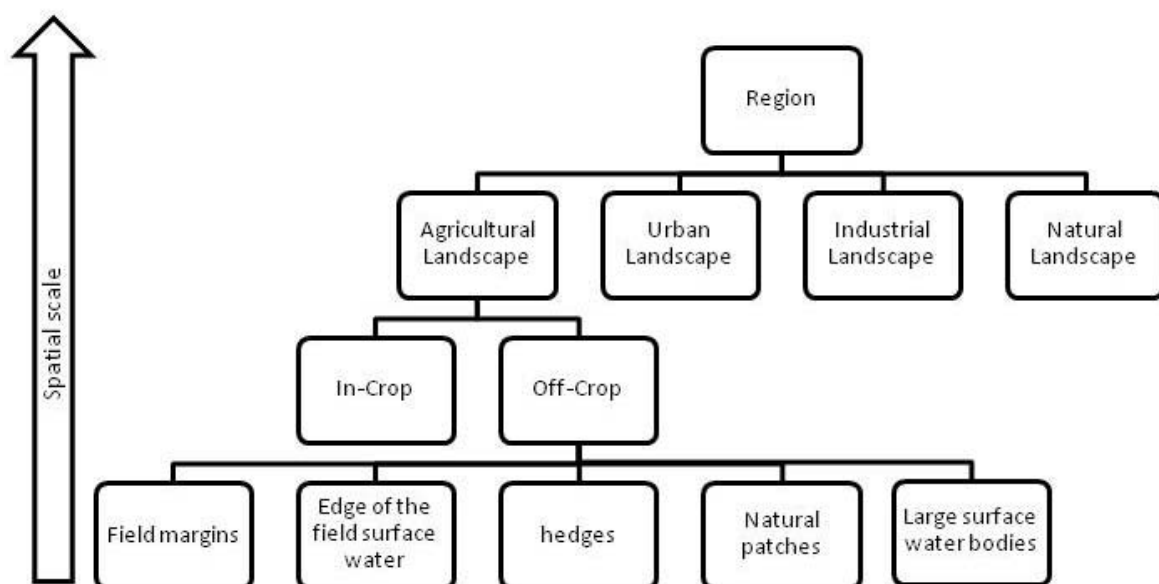 Region
Agricultural
Landscape
Urban
Landscape
Industrial
Landscape
Natural
Landscape
Spatial scale
In-Crop
Off-Crop
Field margins
Edge of the
field surface
water
hedges
Natural
patches
Large surface
water bodies